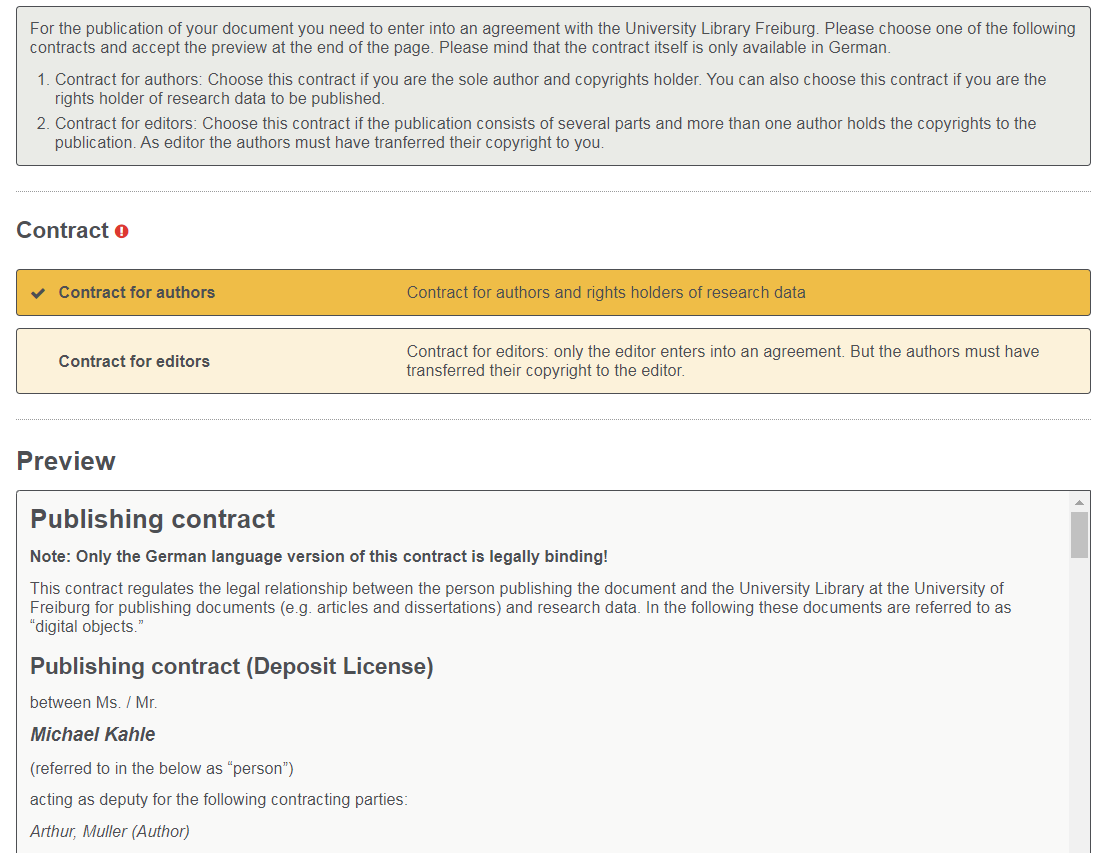 For the publication of your document you need to enter into an agreement with the University Library Freiburg. Please choose one of the following
contracts and accept the preview at the end of the page. Please mind that the contract itself is only available in German.
1. Contract for authors: Choose this contract if you are the sole author and copyrights holder. You can also choose this contract if you are the
rights holder of research data to be published.
2. Contract for editors: Choose this contract if the publication consists of several parts and more than one author holds the copyrights to the
publication. As editor the authors must have tranferred their copyright to you.
Contract
Contract for authors Contract for authors and rights holders of research data
Contract for editors Contract for editors: only the editor enters into an agreement. But the authors must have
transferred their copyright to the editor.
Preview
Publishing contract
Note: Only the German language version of this contract is legally binding!
This contract regulates the legal relationship between the person publishing the document and the University Library at the University of
Freiburg for publishing documents (e.g. articles and dissertations) and research data. In the following these documents are referred to as
“digital objects.”
Publishing contract (Deposit License)
between Ms. / Mr.
Michael Kahle
(referred to in the below as “person”)
acting as deputy for the following contracting parties:
Arthur, Muller (Author)